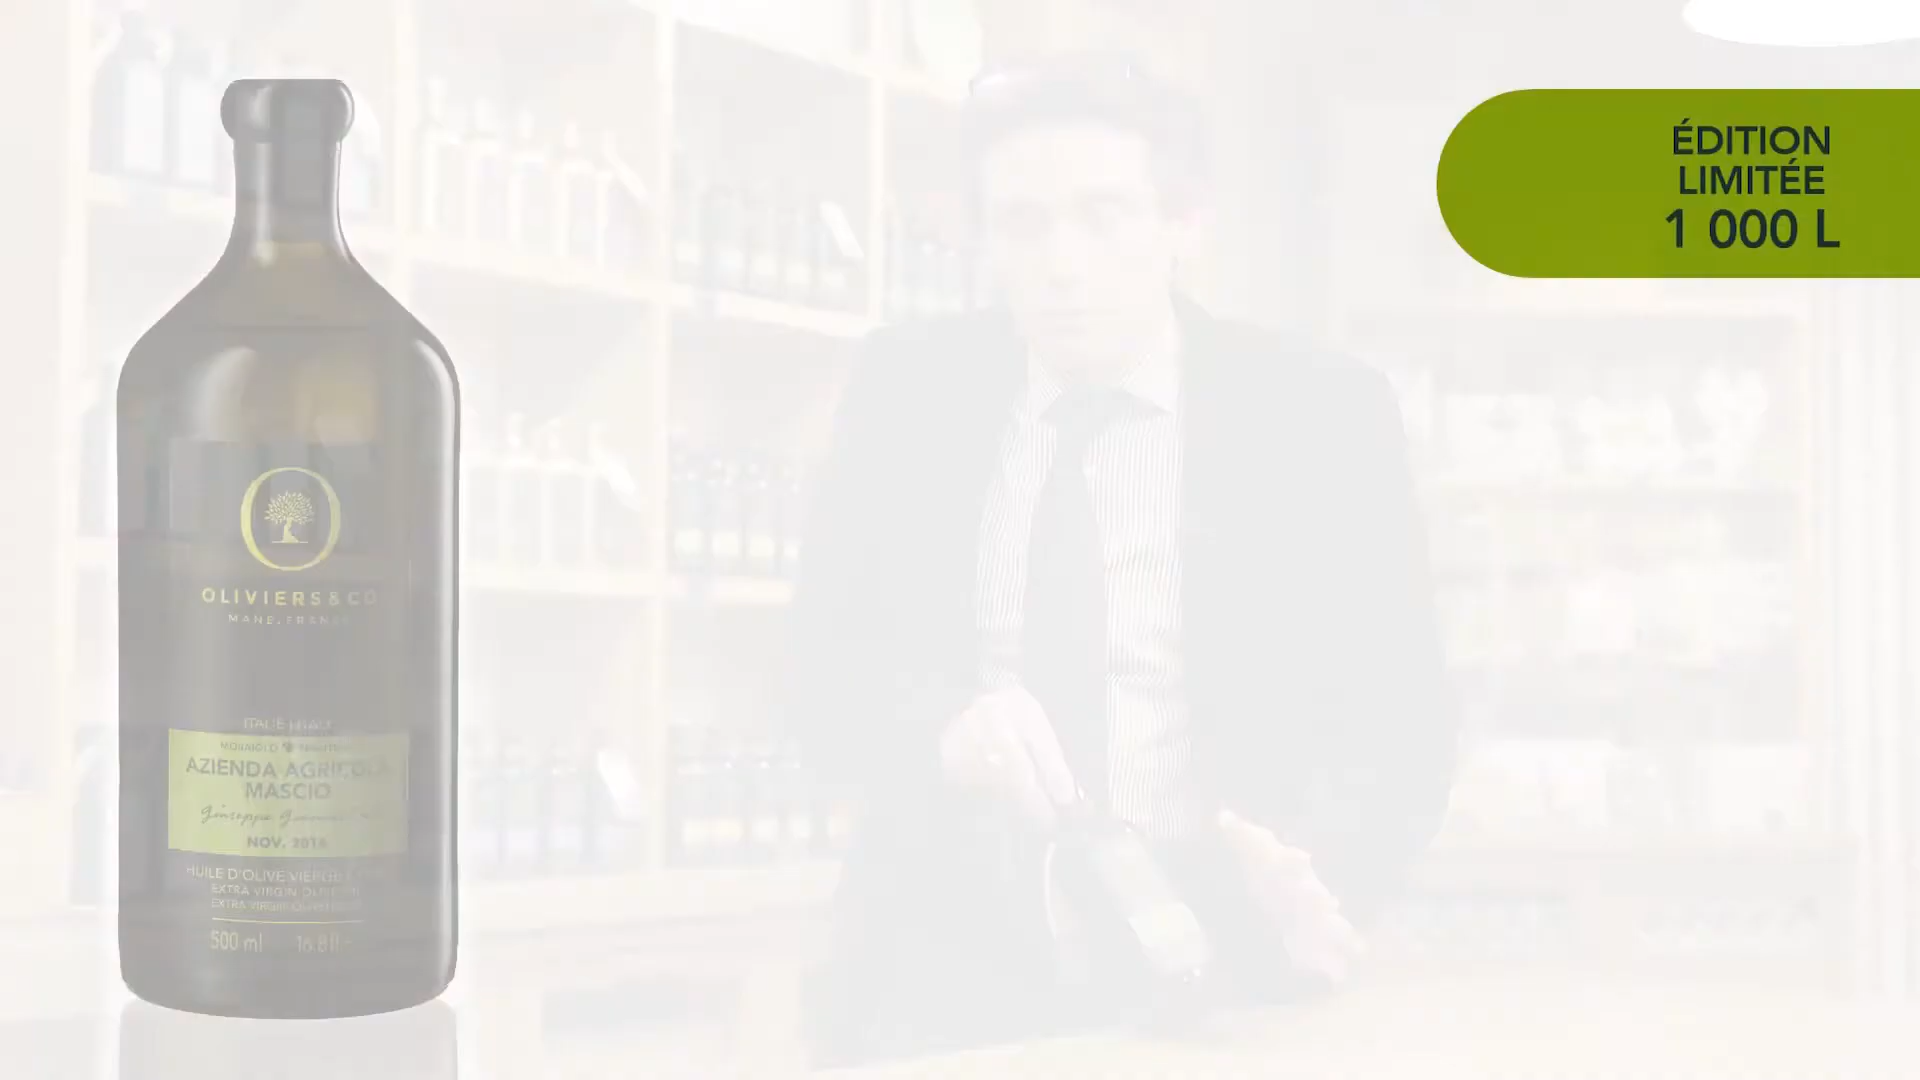 ÉDITION
LIMITÉE
1 000 L
O
OLIVIERS & CO
MANE, FRANCE
AZIENDA AGRICOLA
MASCIO
NOV. 2016
HUILE D'OLIVE VIERGE
EXTRA VIRGIN OLIVE OIL
500 ml